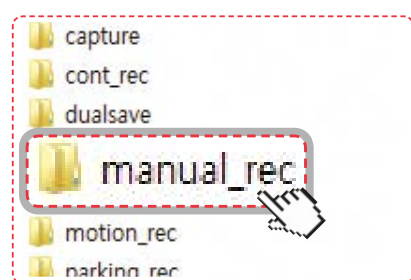 capture
cont_rec
dualsave
manual_rec
motion_rec
parking_rec